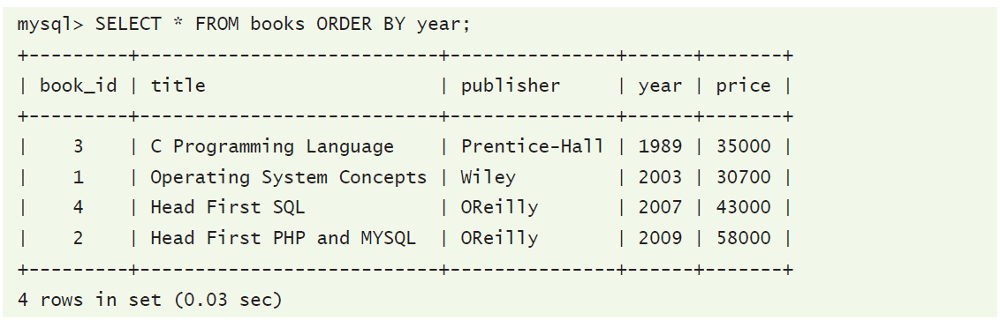 mysql> SELECT * FROM books ORDER BY year;
+---------+---------------------------+---------------+------+-------+
| book_id | title                     | publisher     | year | price |
+---------+---------------------------+---------------+------+-------+
|    3    | C Programming Language    | Prentice-Hall | 1989 | 35000 |
|    1    | Operating System Concepts | Wiley         | 2003 | 30700 |
|    4    | Head First SQL            | OReilly       | 2007 | 43000 |
|    2    | Head First PHP and MYSQL  | OReilly       | 2009 | 58000 |
+---------+---------------------------+---------------+------+-------+
4 rows in set (0.03 sec)